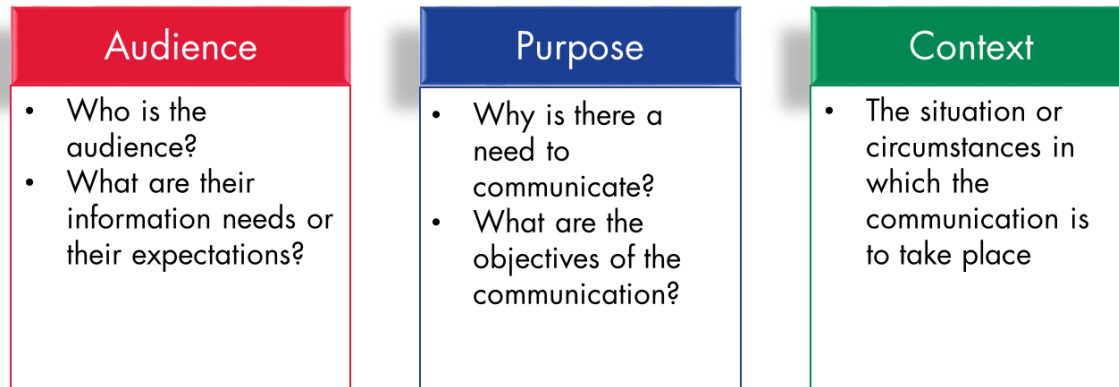 Audience
• Who is the
audience?
• What are their
information needs or
their expectations?
Purpose
• Why is there a
need to
communicate?
• What are the
objectives of the
communication?
Context
• The situation or
circumstances in
which the
communication is
to take place